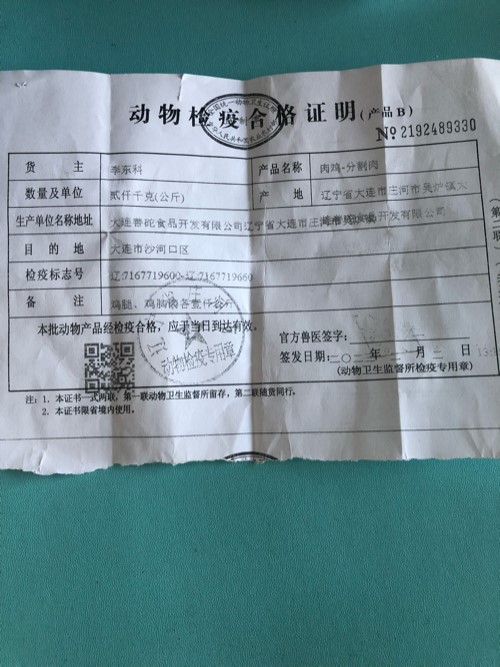 动物检疫合格证明(产品B)
№ 2192489330
货 主 李东科 产品名称 肉鸡-分割肉
数量及单位 贰仟千克(公斤) 产 地 辽宁省大连市庄河市吴炉镇大
生产单位名称地址 大连善砣食品开发有限公司辽宁省大连市庄河市
目 的 地 大连市沙河口区
检疫标志号 辽7167719600-辽7167719660
备 注 鸡腿、鸡胸肉各壹仟公斤
本批动物产品经检疫合格，应于当日到达有效。
官方兽医签字:
签发日期:二〇二 年 月 二 日
(动物卫生监督所检疫专用章)
动物检疫专用章
注: 1. 本证书一式两联，第一联动物卫生监督所留存，第二联随货同行。
2. 本证书限省境内使用。
第
联